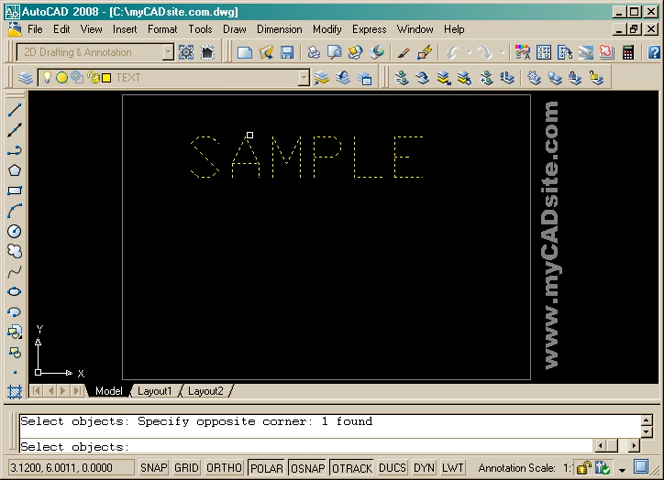 AutoCAD 2008 - [C:\myCADsite.com.dwg]
File Edit View Insert Format Tools Draw Dimension Modify Express Window Help
2D Drafting & Annotation
TEXT
SAMPLE
www.myCADsite.com
Y
X
Model Layout1 Layout2
Select objects: Specify opposite corner: 1 found
Select objects:
3.1200, 6.0011, 0.0000 SNAP GRID ORTHO POLAR OSNAP OTRACK DUCS DYN LWT Annotation Scale: 1: